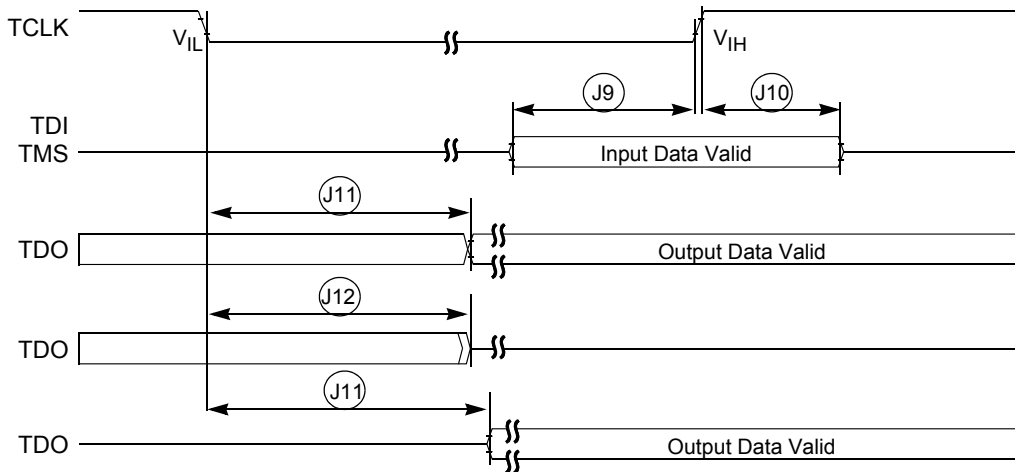 TCLK
VIL
VIH
J9
J10
TDI
TMS
Input Data Valid
J11
TDO
Output Data Valid
J12
TDO
J11
TDO
Output Data Valid